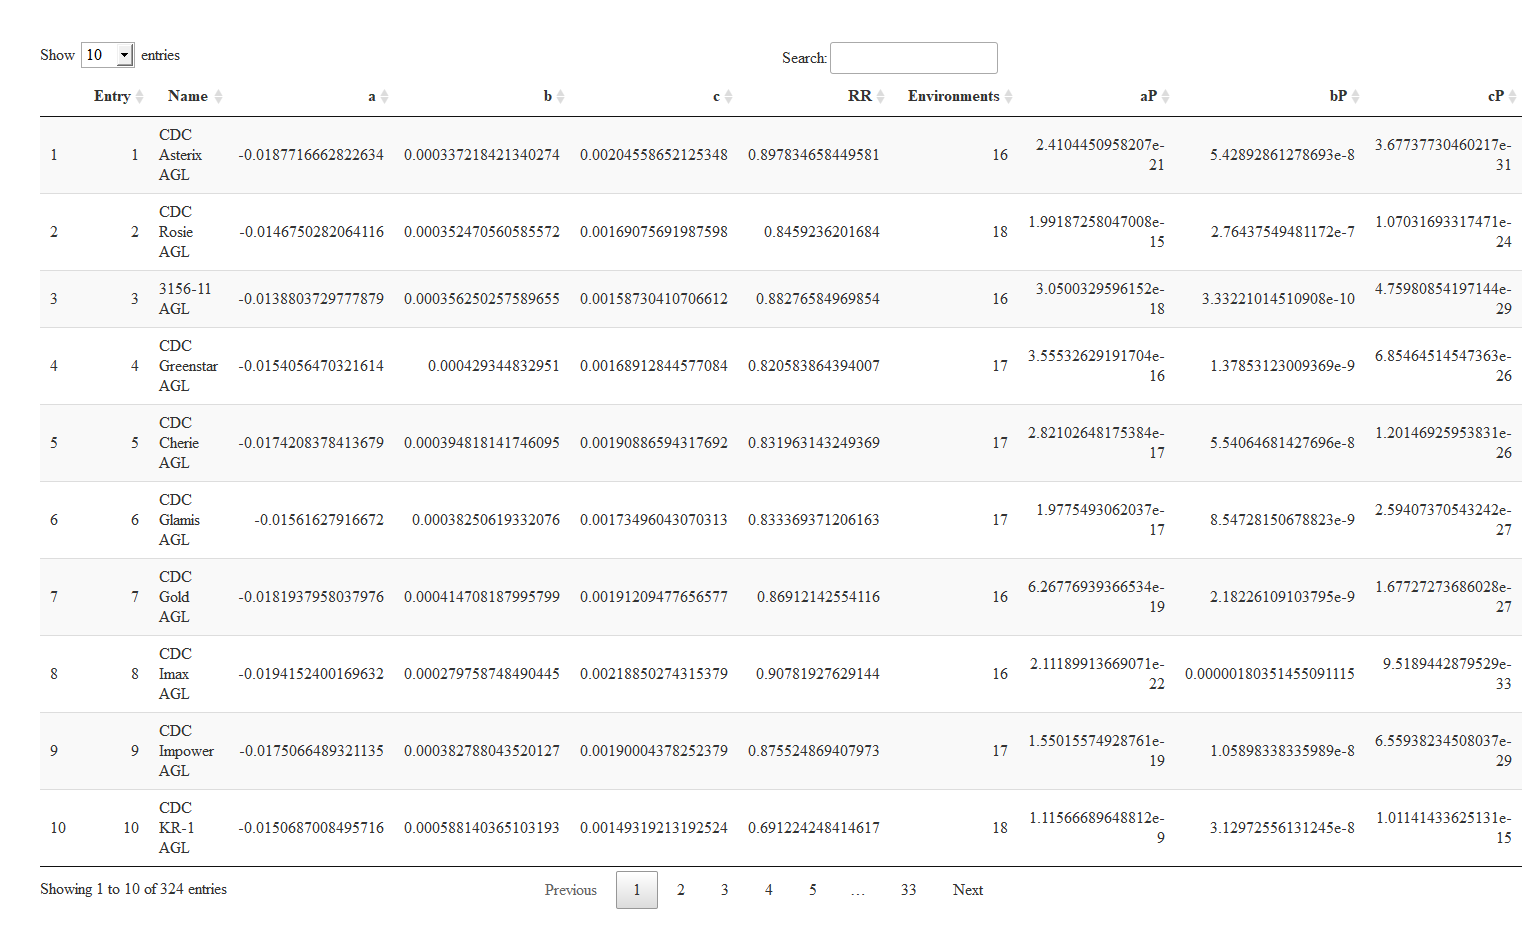 Show 10 entries Search:
Entry Name a b c RR Environments aP bP cP
1 1 CDC Asterix AGL -0.0187716662822634 0.000337218421340274 0.00204558652125348 0.897834658449581 16 2.4104450958207e-21 5.42892861278693e-8 3.67737730460217e-31
2 2 CDC Rosie AGL -0.0146750282064116 0.000352470560585572 0.00169075691987598 0.8459236201684 18 1.99187258047008e-15 2.76437549481172e-7 1.07031693317471e-24
3 3 3156-11 AGL -0.0138803729777879 0.000356250257589655 0.00158730410706612 0.88276584969854 16 3.0500329596152e-18 3.33221014510908e-10 4.75980854197144e-29
4 4 CDC Greenstar AGL -0.0154056470321614 0.000429344832951 0.00168912844577084 0.820583864394007 17 3.55532629191704e-16 1.37853123009369e-9 6.85464514547363e-26
5 5 CDC Cherie AGL -0.0174208378413679 0.000394818141746095 0.00190886594317692 0.831963143249369 17 2.82102648175384e-17 5.54064681427696e-8 1.20146925953831e-26
6 6 CDC Glamis AGL -0.01561627916672 0.00038250619332076 0.00173496043070313 0.833369371206163 17 1.9775493062037e-17 8.54728150678823e-9 2.59407370543242e-27
7 7 CDC Gold AGL -0.0181937958037976 0.000414708187995799 0.00191209477656577 0.86912142554116 16 6.26776939366534e-19 2.18226109103795e-9 1.67727273686028e-27
8 8 CDC Imax AGL -0.0194152400169632 0.000279758748490445 0.00218850274315379 0.90781927629144 16 2.11189913669071e-22 0.00000180351455091115 9.5189442879529e-33
9 9 CDC Impower AGL -0.0175066489321135 0.000382788043520127 0.00190004378252379 0.875524869407973 17 1.55015574928761e-19 1.05898338335989e-8 6.55938234508037e-29
10 10 CDC KR-1 AGL -0.0150687008495716 0.000588140365103193 0.00149319213192524 0.691224248414617 18 1.11566689648812e-9 3.12972556131245e-8 1.01141433625131e-15
Showing 1 to 10 of 324 entries Previous 1 2 3 4 5 … 33 Next